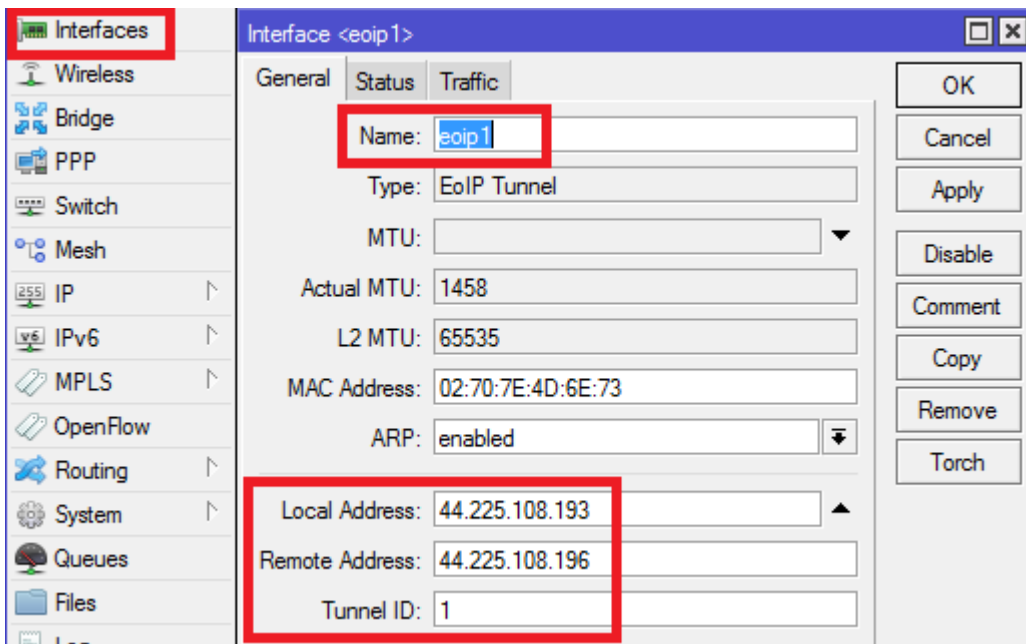 Interfaces
Wireless
Bridge
PPP
Switch
Mesh
255 IP
v6 IPv6
MPLS
OpenFlow
Routing
System
Queues
Files
Interface <eoip1>
General Status Traffic
Name: eoip1
Type: EoIP Tunnel
MTU:
Actual MTU: 1458
L2 MTU: 65535
MAC Address: 02:70:7E:4D:6E:73
ARP: enabled
Local Address: 44.225.108.193
Remote Address: 44.225.108.196
Tunnel ID: 1
OK
Cancel
Apply
Disable
Comment
Copy
Remove
Torch